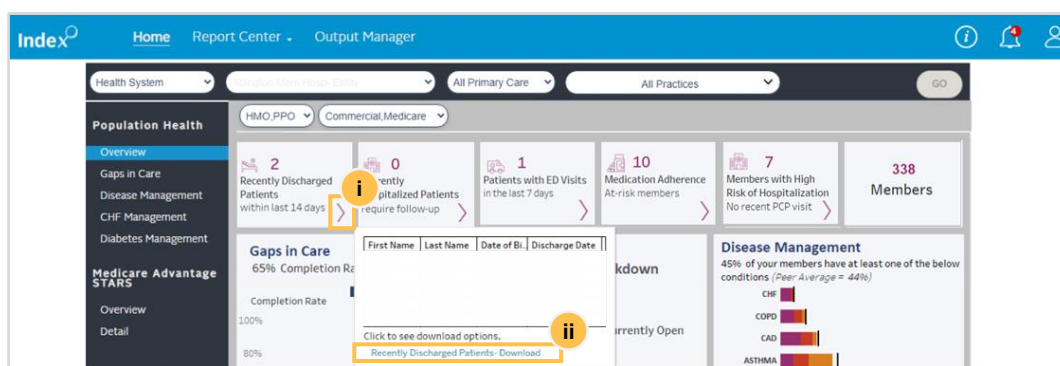 Index
Home Report Center Output Manager
i 4
Health System All Primary Care All Practices GO
HMO,PPO Commercial,Medicare
Population Health
Overview
Gaps in Care
Disease Management
CHF Management
Diabetes Management
Medicare Advantage
STARS
Overview
Detail
2
Recently Discharged
Patients
within last 14 days
i
0
italized Patients
require follow-up
1
Patients with ED Visits
in the last 7 days
10
Medication Adherence
At-risk members
7
Members with High
Risk of Hospitalization
No recent PCP visit
338
Members
Gaps in Care
65% Completion Ra
Completion Rate
100%
80%
First Name Last Name Date of Bi.. Discharge Date
Click to see download options.
ii
Recently Discharged Patients- Download
kdown
urrently Open
Disease Management
45% of your members have at least one of the below
conditions (Peer Average = 44%)
CHF
COPD
CAD
ASTHMA